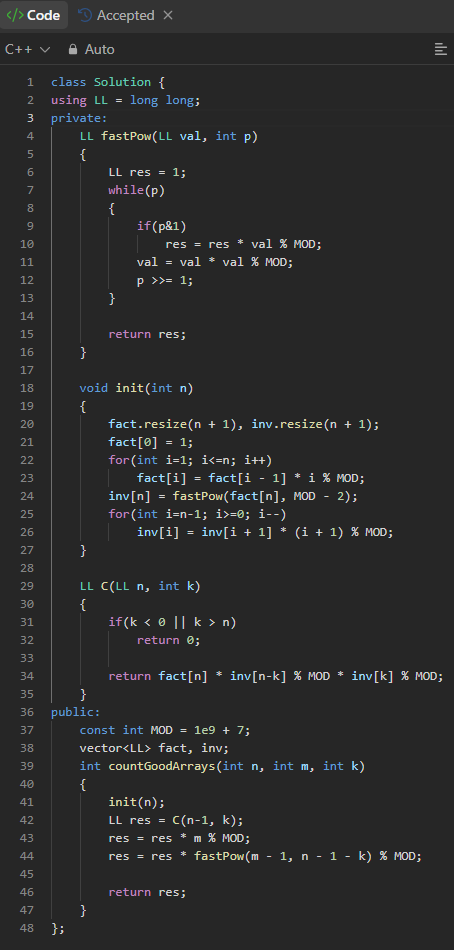 </> Code Accepted ×
C++ Auto
1 class Solution {
2 using LL = long long;
3 private:
4     LL fastPow(LL val, int p)
5     {
6         LL res = 1;
7         while(p)
8         {
9             if(p&1)
10                 res = res * val % MOD;
11             val = val * val % MOD;
12             p >>= 1;
13         }
14
15         return res;
16     }
17
18     void init(int n)
19     {
20         fact.resize(n + 1), inv.resize(n + 1);
21         fact[0] = 1;
22         for(int i=1; i<=n; i++)
23             fact[i] = fact[i - 1] * i % MOD;
24         inv[n] = fastPow(fact[n], MOD - 2);
25         for(int i=n-1; i>=0; i--)
26             inv[i] = inv[i + 1] * (i + 1) % MOD;
27     }
28
29     LL C(LL n, int k)
30     {
31         if(k < 0 || k > n)
32             return 0;
33
34         return fact[n] * inv[n-k] % MOD * inv[k] % MOD;
35     }
36 public:
37     const int MOD = 1e9 + 7;
38     vector<LL> fact, inv;
39     int countGoodArrays(int n, int m, int k)
40     {
41         init(n);
42         LL res = C(n-1, k);
43         res = res * m % MOD;
44         res = res * fastPow(m - 1, n - 1 - k) % MOD;
45
46         return res;
47     }
48 };